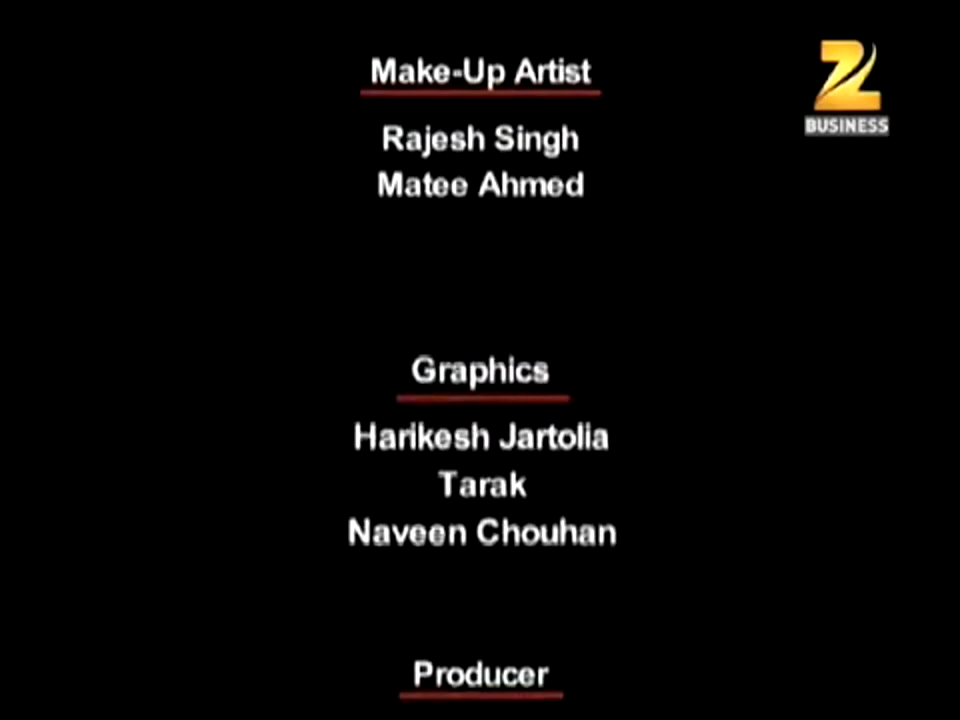 Make-Up Artist
Z
BUSINESS
Rajesh Singh
Matee Ahmed
Graphics
Harikesh Jartolia
Tarak
Naveen Chouhan
Producer